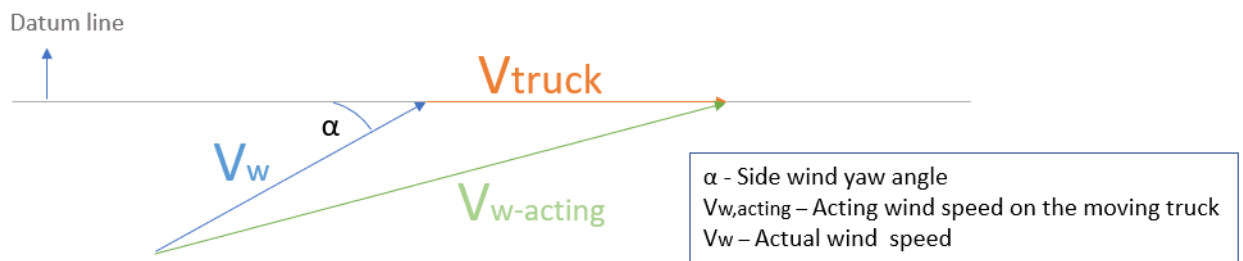 Datum line
Vtruck
α
Vw
Vw-acting
α - Side wind yaw angle
Vw,acting – Acting wind speed on the moving truck
Vw – Actual wind  speed